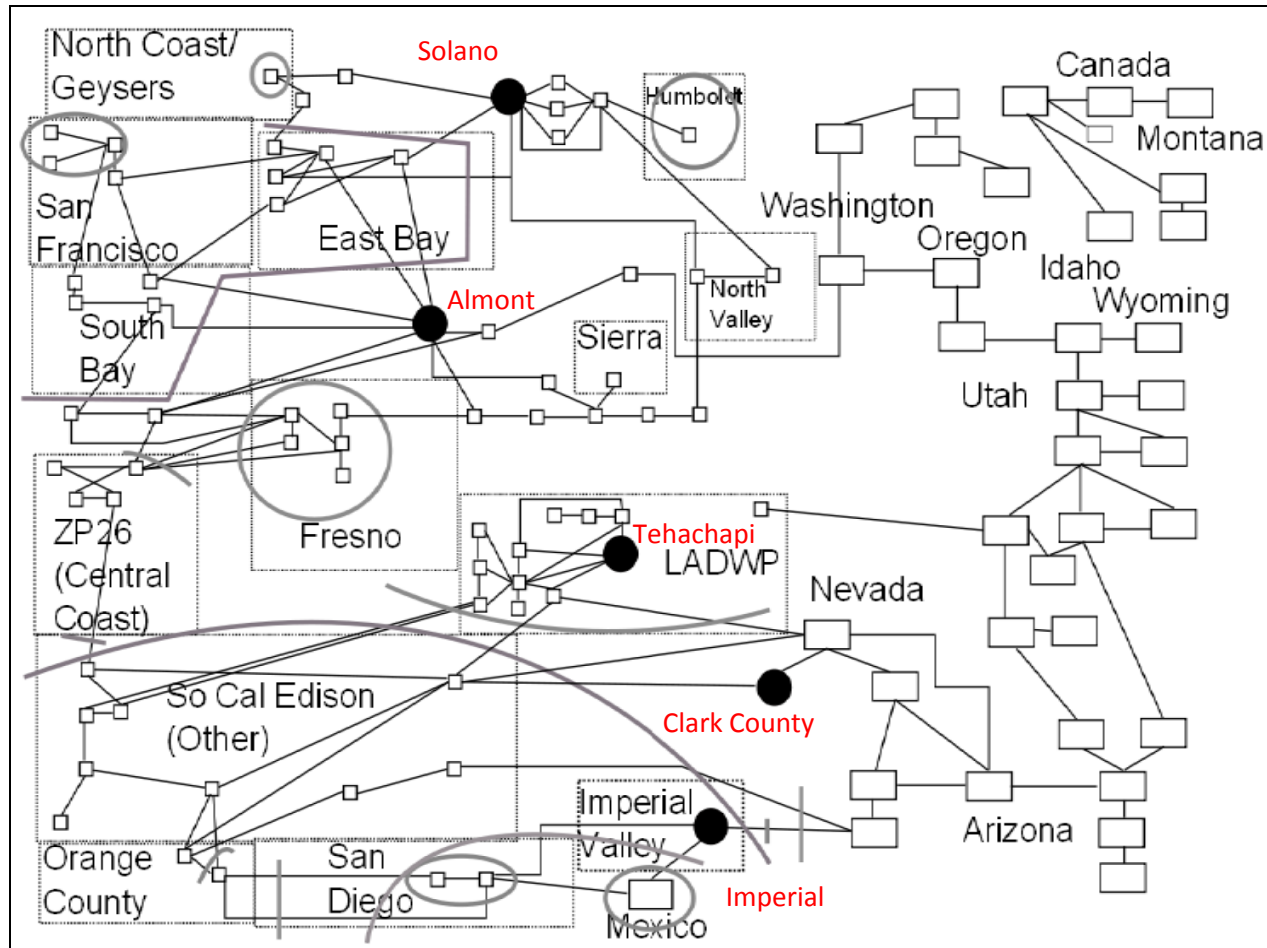 North Coast/
Geysers
Solano
Humboldt
Canada
Montana
San
Francisco
East Bay
Washington
Oregon
Idaho
Wyoming
North
Valley
Almont
South
Bay
Sierra
Utah
Fresno
ZP26
(Central
Coast)
Tehachapi
LADWP
Nevada
So Cal Edison
(Other)
Clark County
Imperial
Valley
Arizona
Orange
County
San
Diego
Imperial
Mexico